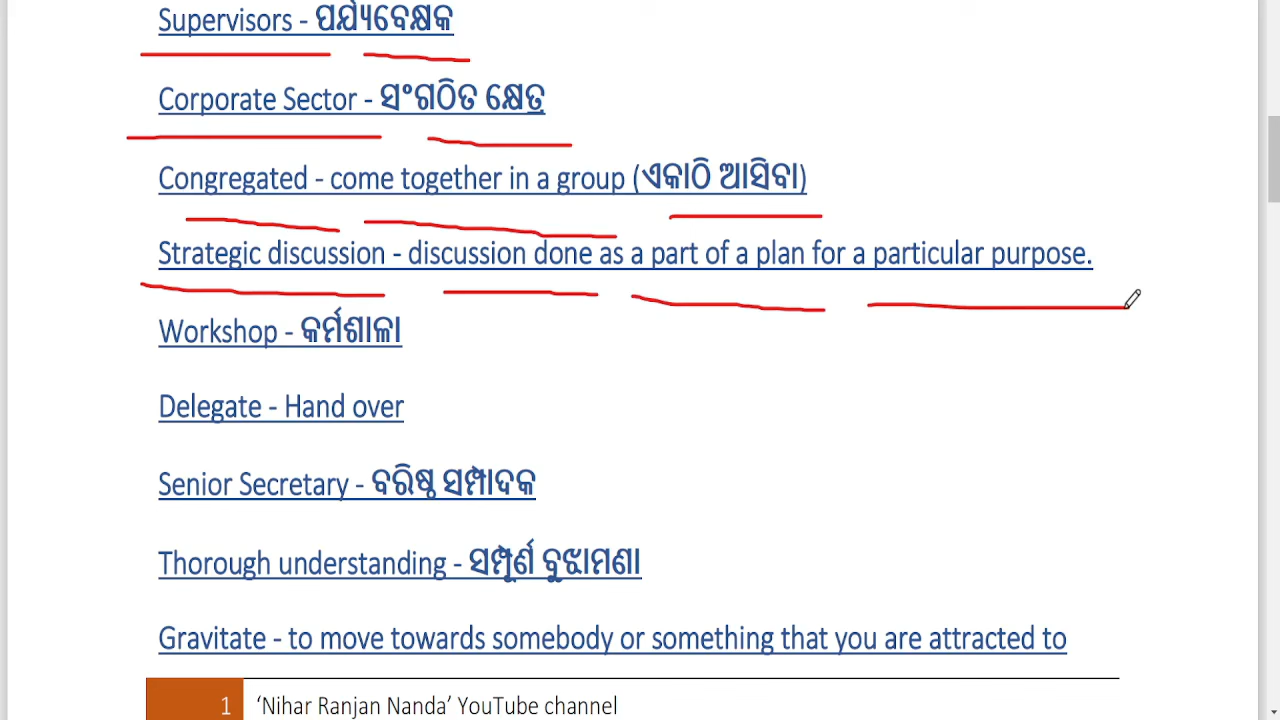 Supervisors - ପର୍ଯ୍ୟବେକ୍ଷକ
Corporate Sector - ସଂଗଠିତ କ୍ଷେତ୍ର
Congregated - come together in a group (ଏକାଠି ଆସିବା)
Strategic discussion - discussion done as a part of a plan for a particular purpose.
Workshop - କର୍ମଶାଳା
Delegate - Hand over
Senior Secretary - ବରିଷ୍ଠ ସମ୍ପାଦକ
Thorough understanding - ସମ୍ପୂର୍ଣ ବୁଝାମଣା
Gravitate - to move towards somebody or something that you are attracted to
1 ‘Nihar Ranjan Nanda’ YouTube channel